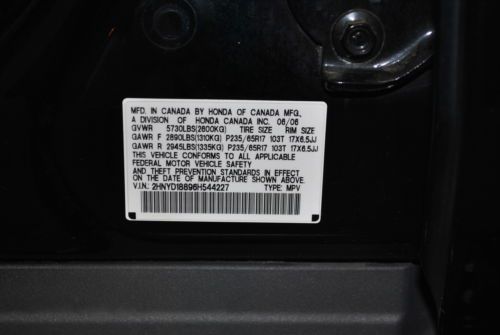 MFD. IN CANADA BY HONDA OF CANADA MFG.,
A DIVISION OF HONDA CANADA INC. 06/06
GVWR 5730LBS(2600KG) TIRE SIZE RIM SIZE
GAWR F 2890LBS(1310KG) P235/65R17 103T 17X6.5JJ
GAWR R 2945LBS(1335KG) P235/65R17 103T 17X6.5JJ
THIS VEHICLE CONFORMS TO ALL APPLICABLE
FEDERAL MOTOR VEHICLE SAFETY
AND THEFT PREVENTION STANDARDS IN EFFECT
ON THE DATE OF MANUFACTURE SHOWN ABOVE.
V.I.N.: 2HNYD18896H544227 TYPE: MPV